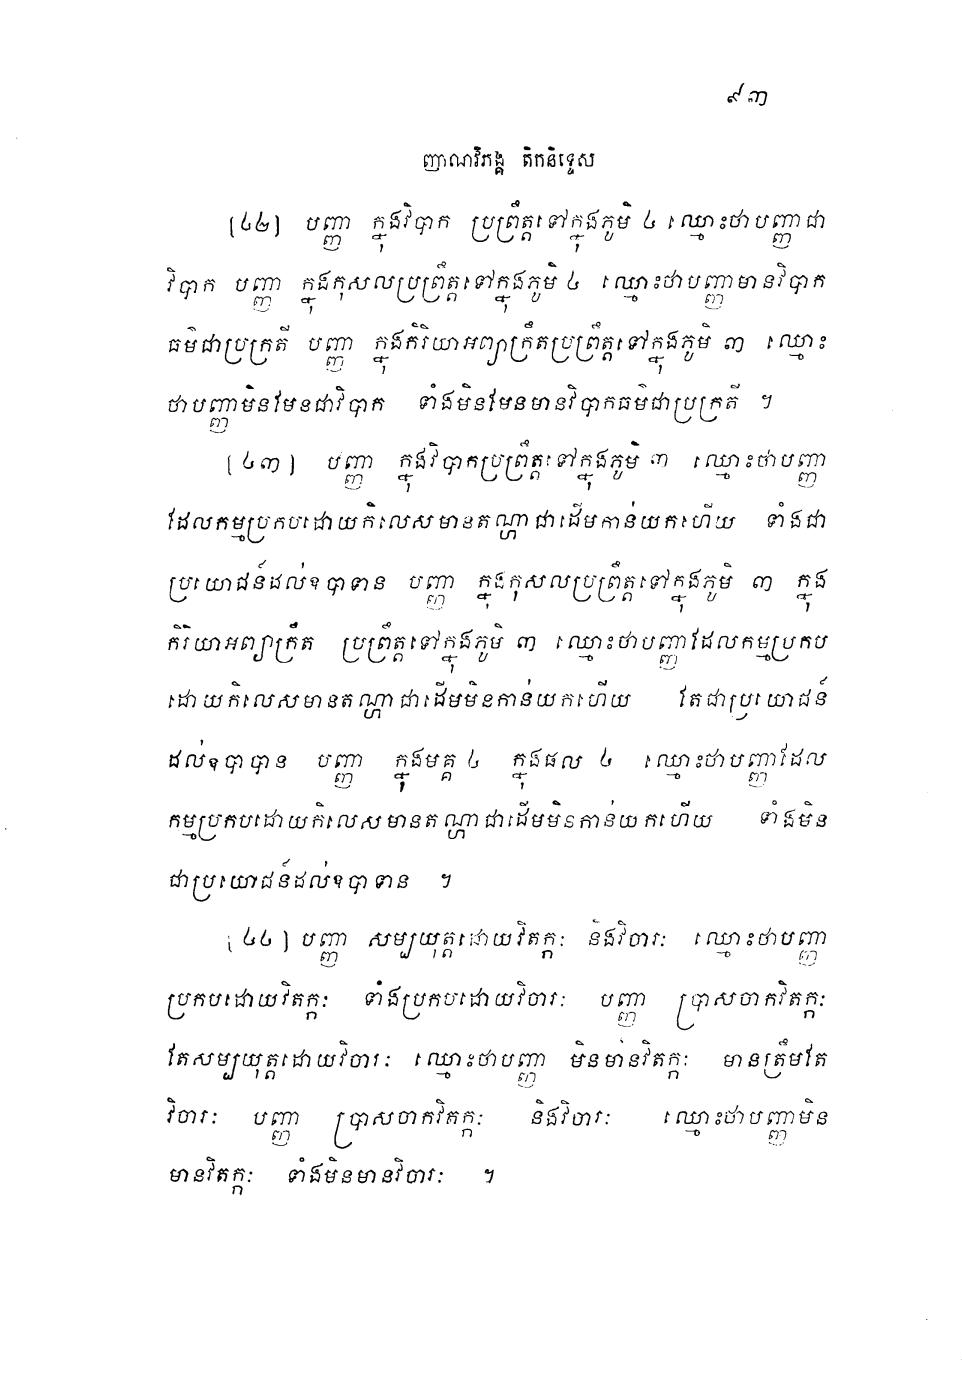 ៩៣
ញាណវិភង្គ តិកនិទ្ទេស
[៤២] បញ្ញា ក្នុងវិបាក ប្រព្រឹត្តទៅក្នុងភូមិ ៤ ឈ្មោះថាបញ្ញាជា
វិបាក បញ្ញា ក្នុងកុសលប្រព្រឹត្តទៅក្នុងភូមិ ៤ ឈ្មោះថាបញ្ញាមានវិបាក
ធម៌ជាប្រក្រតី បញ្ញា ក្នុងកិរិយាអព្យាក្រឹតប្រព្រឹត្តទៅក្នុងភូមិ ៣ ឈ្មោះ
ថាបញ្ញាមិនមែនជាវិបាក ទាំងមិនមែនមានវិបាកធម៌ជាប្រក្រតី ។
[៤៣] បញ្ញា ក្នុងវិបាកប្រព្រឹត្តទៅក្នុងភូមិ ៣ ឈ្មោះថាបញ្ញា
ដែលកម្មប្រកបដោយកិលេសមានតណ្ហាជាដើមកាន់យកហើយ ទាំងជា
ប្រយោជន៍ដល់ឧបាទាន បញ្ញា ក្នុងកុសលប្រព្រឹត្តទៅក្នុងភូមិ ៣ ក្នុង
កិរិយាអព្យាក្រឹត ប្រព្រឹត្តទៅក្នុងភូមិ ៣ ឈ្មោះថាបញ្ញាដែលកម្មប្រកប
ដោយកិលេសមានតណ្ហាជាដើមមិនកាន់យកហើយ តែជាប្រយោជន៍
ដល់ឧបាបាន បញ្ញា ក្នុងមគ្គ ៤ ក្នុងផល ៤ ឈ្មោះថាបញ្ញាដែល
កម្មប្រកបដោយកិលេសមានតណ្ហាជាដើមមិនកាន់យកហើយ ទាំងមិន
ជាប្រយោជន៍ដល់ឧបាទាន ។
[៤៤] បញ្ញា សម្បយុត្តដោយវិតក្កៈ និងវិចារៈ ឈ្មោះថាបញ្ញា
ប្រកបដោយវិតក្កៈ ទាំងប្រកបដោយវិចារៈ បញ្ញា ប្រាសចាកវិតក្កៈ
តែសម្បយុត្តដោយវិចារៈ ឈ្មោះថាបញ្ញា មិនមានវិតក្កៈ មានត្រឹមតែ
វិចារៈ បញ្ញា ប្រាសចាកវិតក្កៈ និងវិចារៈ ឈ្មោះថាបញ្ញាមិន
មានវិតក្កៈ ទាំងមិនមានវិចារៈ ។